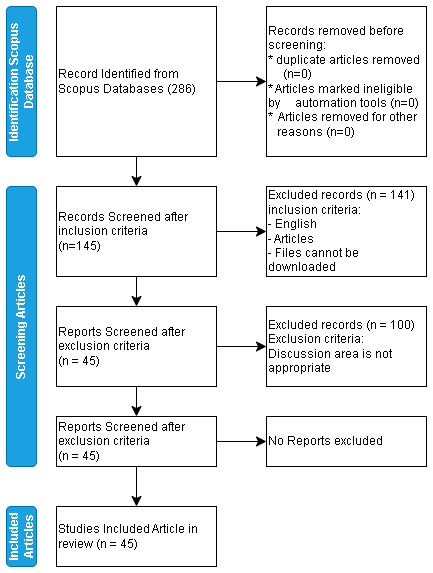 Identification Scopus
Database
Record Identified from
Scopus Databases (286)
Records removed before
screening:
* duplicate articles removed
(n=0)
*Articles marked ineligible
by automation tools (n=0)
* Articles removed for other
reasons (n=0)
Screening Articles
Records Screened after
inclusion criteria
(n=145)
Excluded records (n = 141)
inclusion criteria:
- English
- Articles
- Files cannot be
downloaded
Reports Screened after
exclusion criteria
(n = 45)
Excluded records (n = 100)
Exclusion criteria:
Discussion area is not
appropriate
Reports Screened after
exclusion criteria
(n = 45)
No Reports excluded
Included
Articles
Studies Included Article in
review (n = 45)